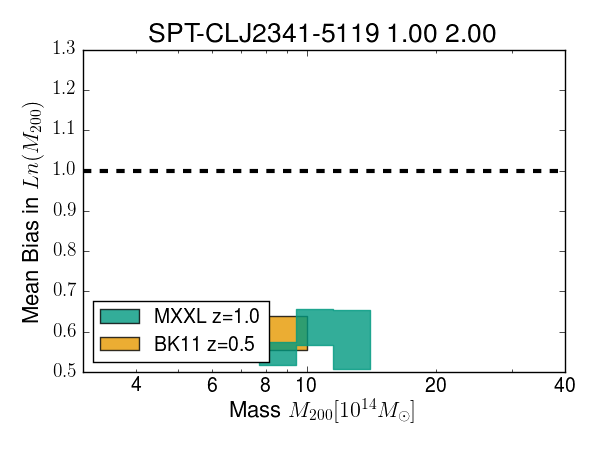 SPT-CLJ2341-5119 1.00 2.00
Mean Bias in Ln(M₂₀₀)
1.3
1.2
1.1
1.0
0.9
0.8
0.7
0.6
0.5
MXXL z=1.0
BK11 z=0.5
4 6 8 10 20 40
Mass M₂₀₀[10¹⁴M☉]